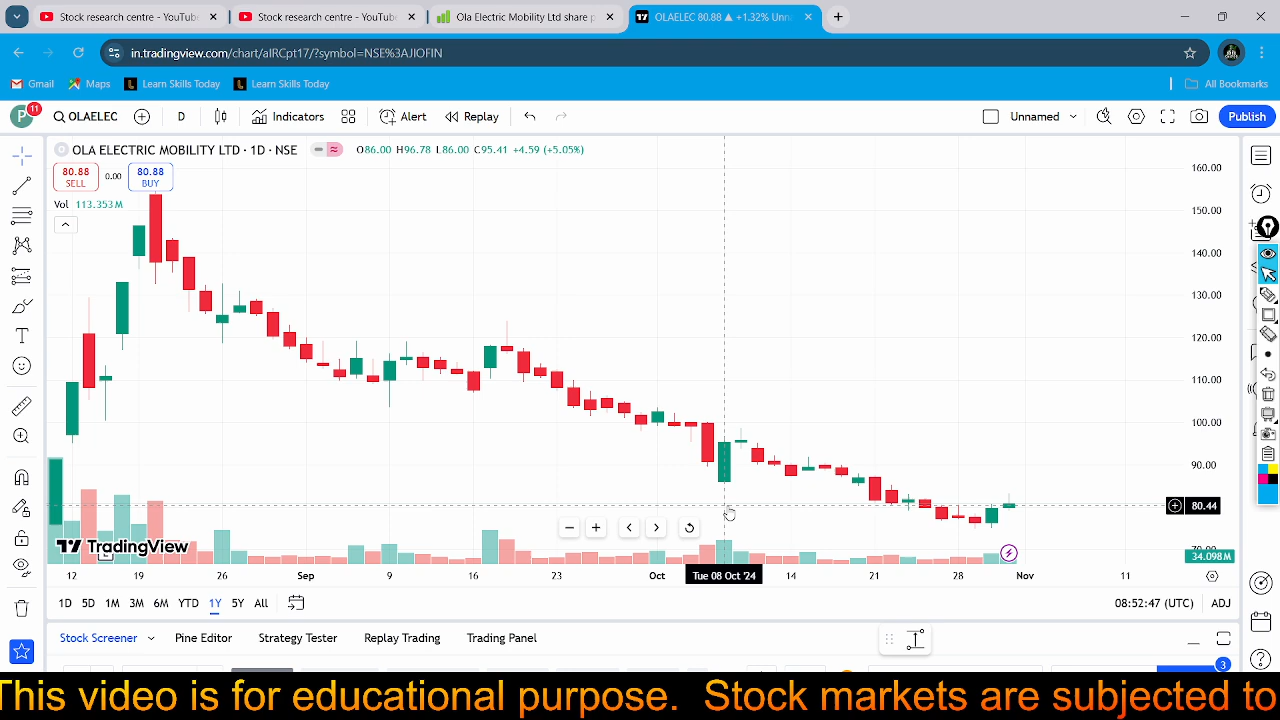 Stock research centre - YouTube
Stock research centre - YouTube
Ola Electric Mobility Ltd share p
OLAELEC 80.88 ▲ +1.32% Unn
in.tradingview.com/chart/alRCpt17/?symbol=NSE%3AJIOFIN
Gmail
Maps
Learn Skills Today
Learn Skills Today
All Bookmarks
P
11
OLAELEC
D
Indicators
Alert
Replay
Unnamed
Publish
OLA ELECTRIC MOBILITY LTD · 1D · NSE
O86.00 H96.78 L86.00 C95.41 +4.59 (+5.05%)
80.88
SELL
0.00
80.88
BUY
Vol 113.353M
160.00
150.00
140.00
130.00
120.00
110.00
100.00
90.00
80.44
34.098M
TradingView
12
19
26
Sep
9
16
23
Oct
Tue 08 Oct '24
14
21
28
Nov
11
1D
5D
1M
3M
6M
YTD
1Y
5Y
All
08:52:47 (UTC)
ADJ
Stock Screener
Pine Editor
Strategy Tester
Replay Trading
Trading Panel
3
This video is for educational purpose. Stock markets are subjected to